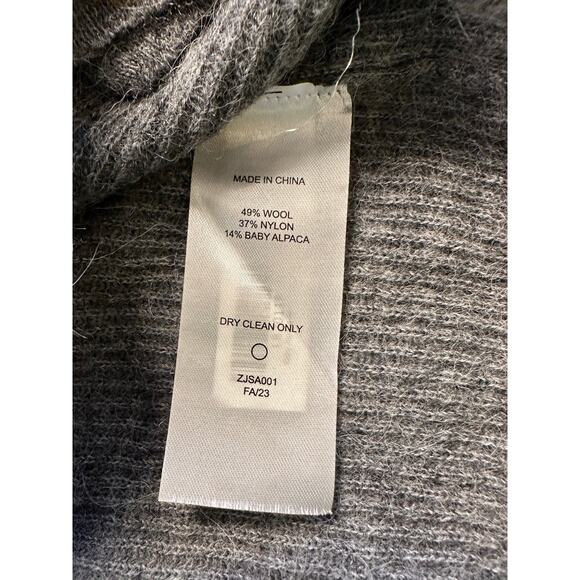 MADE IN CHINA
49% WOOL
37% NYLON
14% BABY ALPACA
DRY CLEAN ONLY
ZJSA001
FA/23